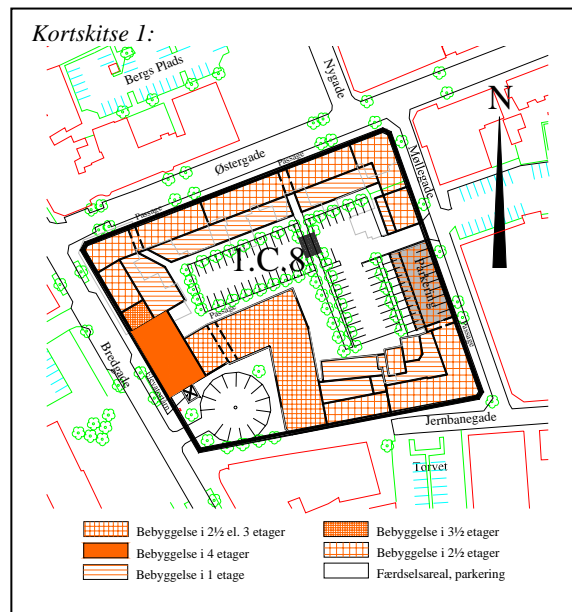 Kortskitse 1:
Bergs Plads
Nygade
N
Østergade
Møllegade
Passage
Passage
1.C.8
Parkering
Passage
Passage
Bredgade
Jernbanegade
Torvet
Bebyggelse i 2½ el. 3 etager
Bebyggelse i 3½ etager
Bebyggelse i 4 etager
Bebyggelse i 2½ etager
Bebyggelse i 1 etage
Færdselsareal, parkering